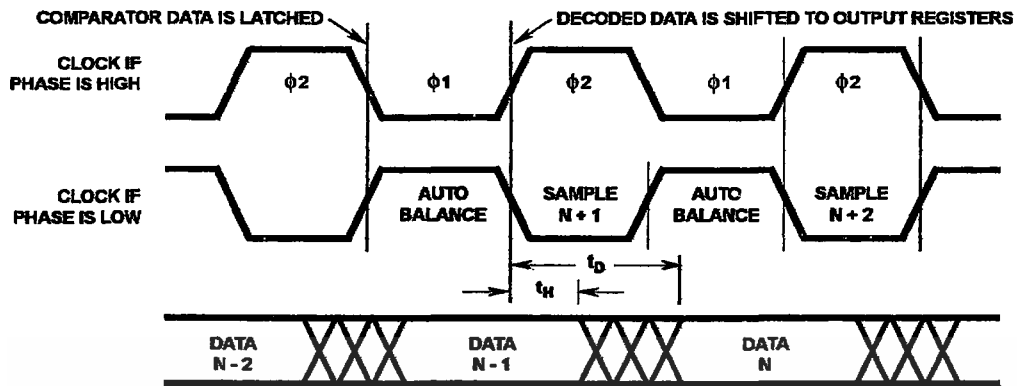 COMPARATOR DATA IS LATCHED
DECODED DATA IS SHIFTED TO OUTPUT REGISTERS
CLOCK IF
PHASE IS HIGH
ϕ2
ϕ1
ϕ2
ϕ1
ϕ2
CLOCK IF
PHASE IS LOW
AUTO
BALANCE
SAMPLE
N + 1
AUTO
BALANCE
SAMPLE
N + 2
tD
tH
DATA
N - 2
DATA
N - 1
DATA
N